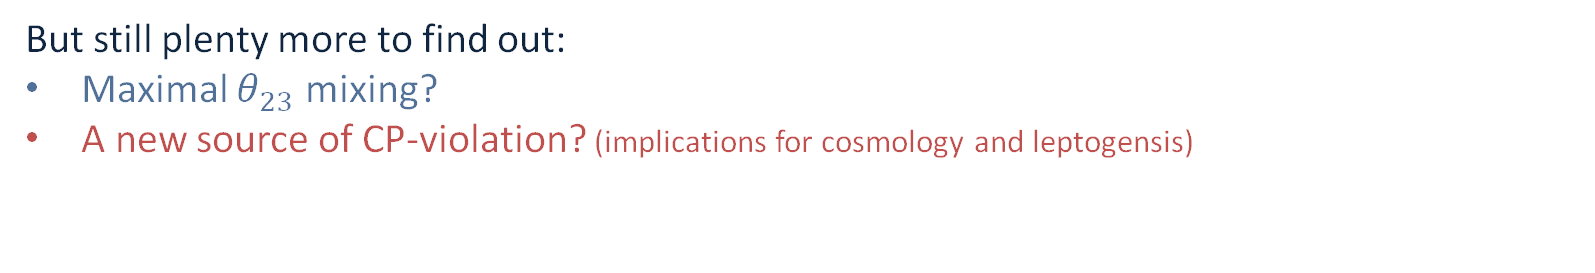 But still plenty more to find out:
• Maximal θ₂₃ mixing?
• A new source of CP-violation? (implications for cosmology and leptogensis)